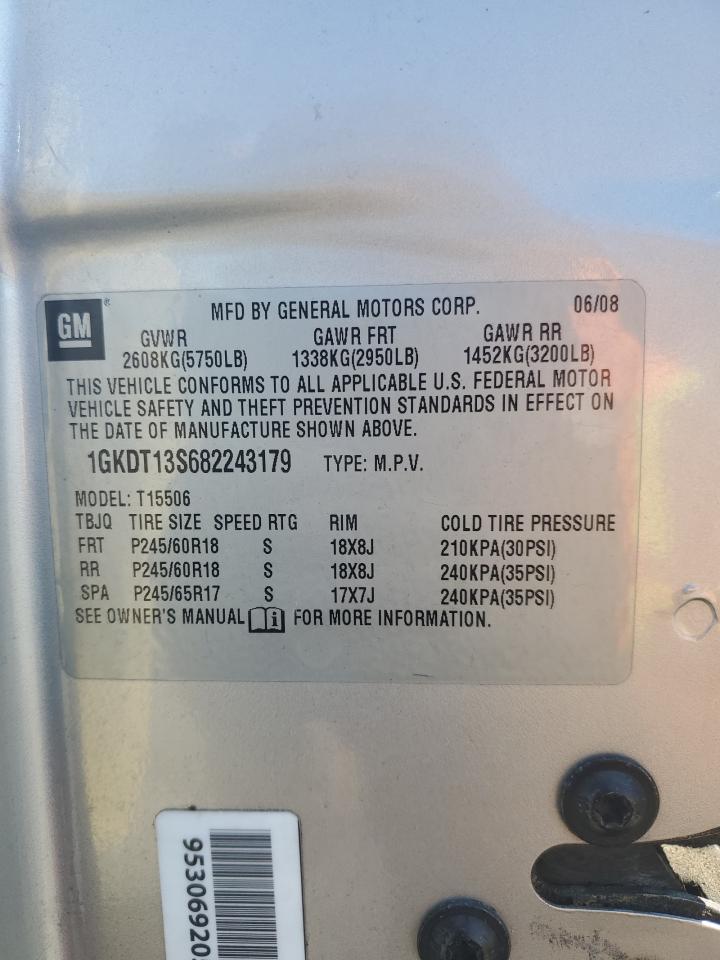 GM ® MFD BY GENERAL MOTORS CORP. 06/08
GVWR GAWR FRT GAWR RR
2608KG(5750LB) 1338KG(2950LB) 1452KG(3200LB)
THIS VEHICLE CONFORMS TO ALL APPLICABLE U.S. FEDERAL MOTOR
VEHICLE SAFETY AND THEFT PREVENTION STANDARDS IN EFFECT ON
THE DATE OF MANUFACTURE SHOWN ABOVE.
1GKDT13S682243179 TYPE: M.P.V.
MODEL: T15506
TBJQ TIRE SIZE SPEED RTG RIM COLD TIRE PRESSURE
FRT P245/60R18 S 18X8J 210KPA(30PSI)
RR P245/60R18 S 18X8J 240KPA(35PSI)
SPA P245/65R17 S 17X7J 240KPA(35PSI)
SEE OWNER'S MANUAL i FOR MORE INFORMATION.
9530692